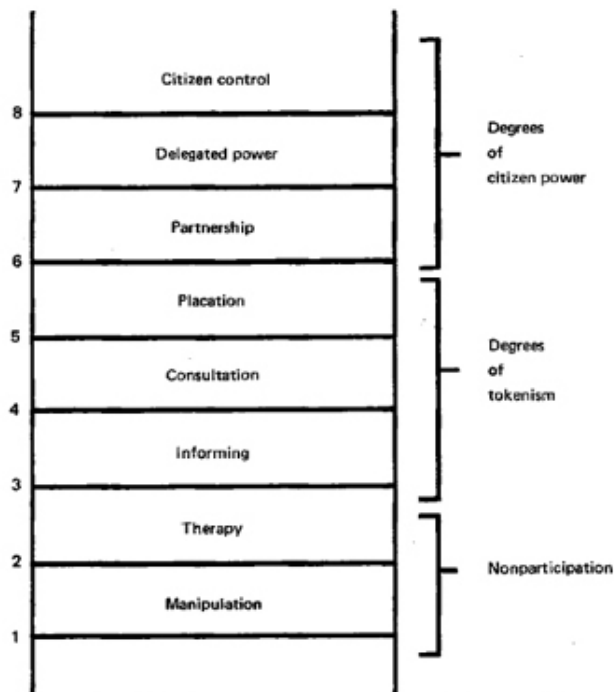 Citizen control
8
Delegated power
7
Partnership
6
Placation
5
Consultation
4
Informing
3
Therapy
2
Manipulation
1
Degrees
of
citizen power
Degrees
of
tokenism
Nonparticipation